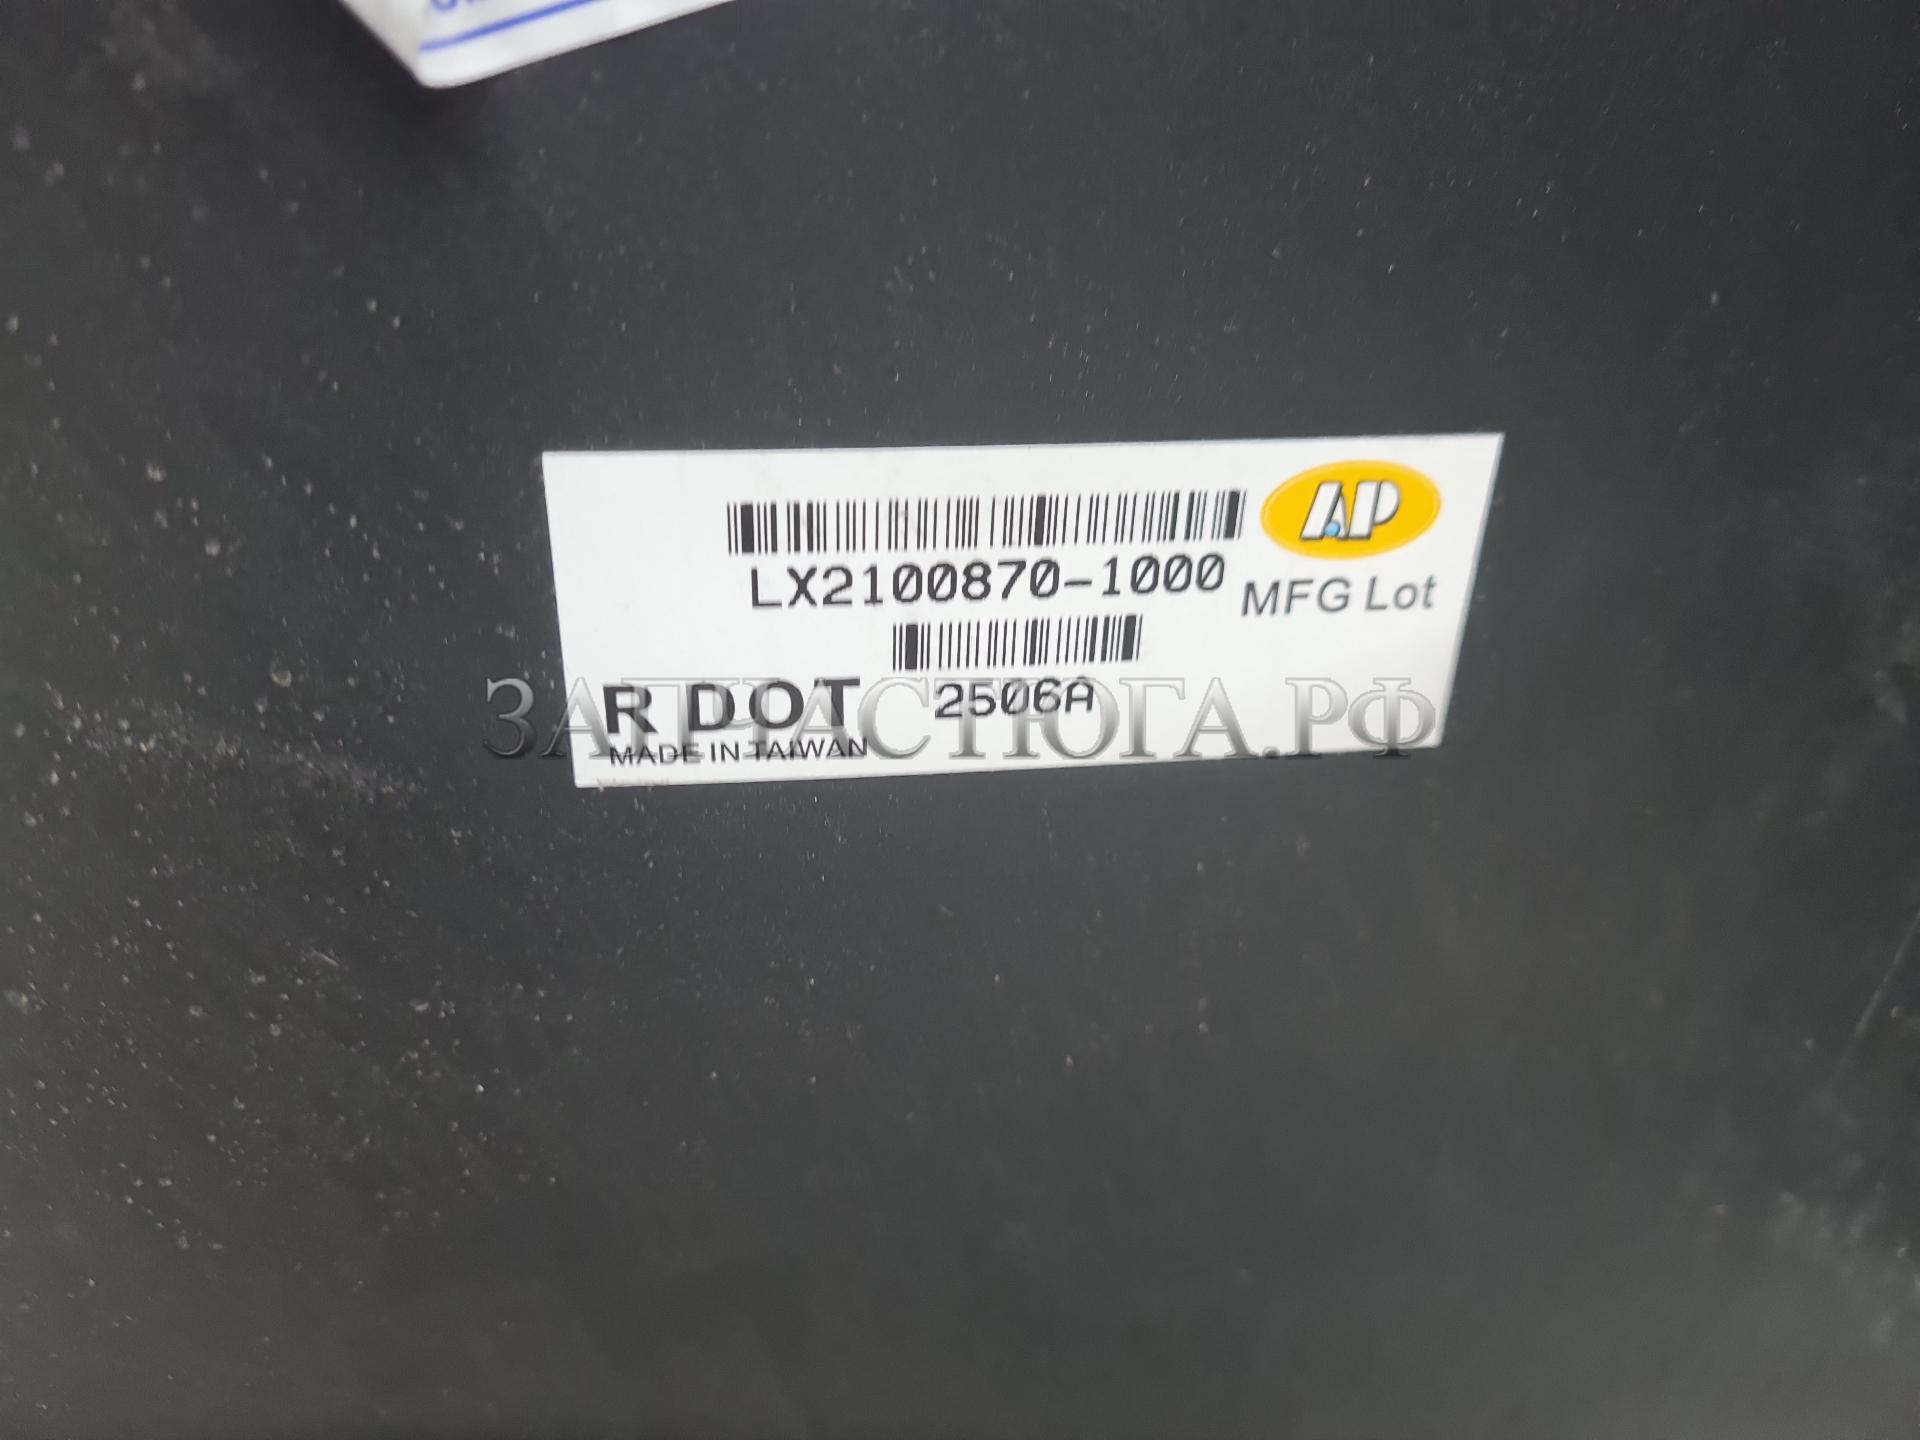 AP
LX2100870-1000
MFG Lot
R DOT 2506A
MADE IN TAIWAN
ЗАПЧАСТЮГА.РФ